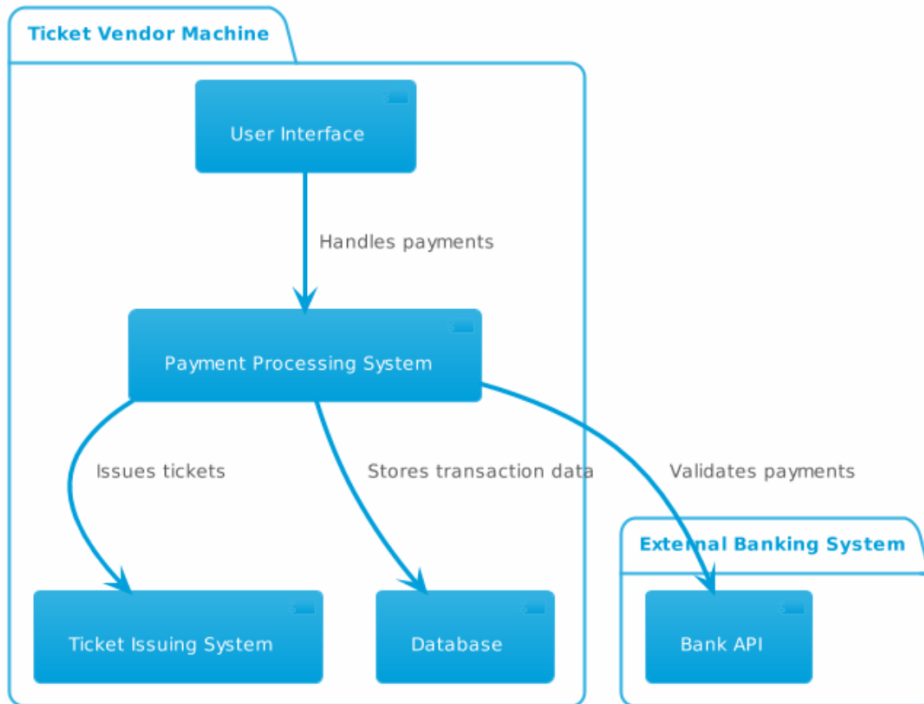 Ticket Vendor Machine
User Interface
Handles payments
Payment Processing System
Issues tickets
Stores transaction data
Validates payments
External Banking System
Ticket Issuing System
Database
Bank API